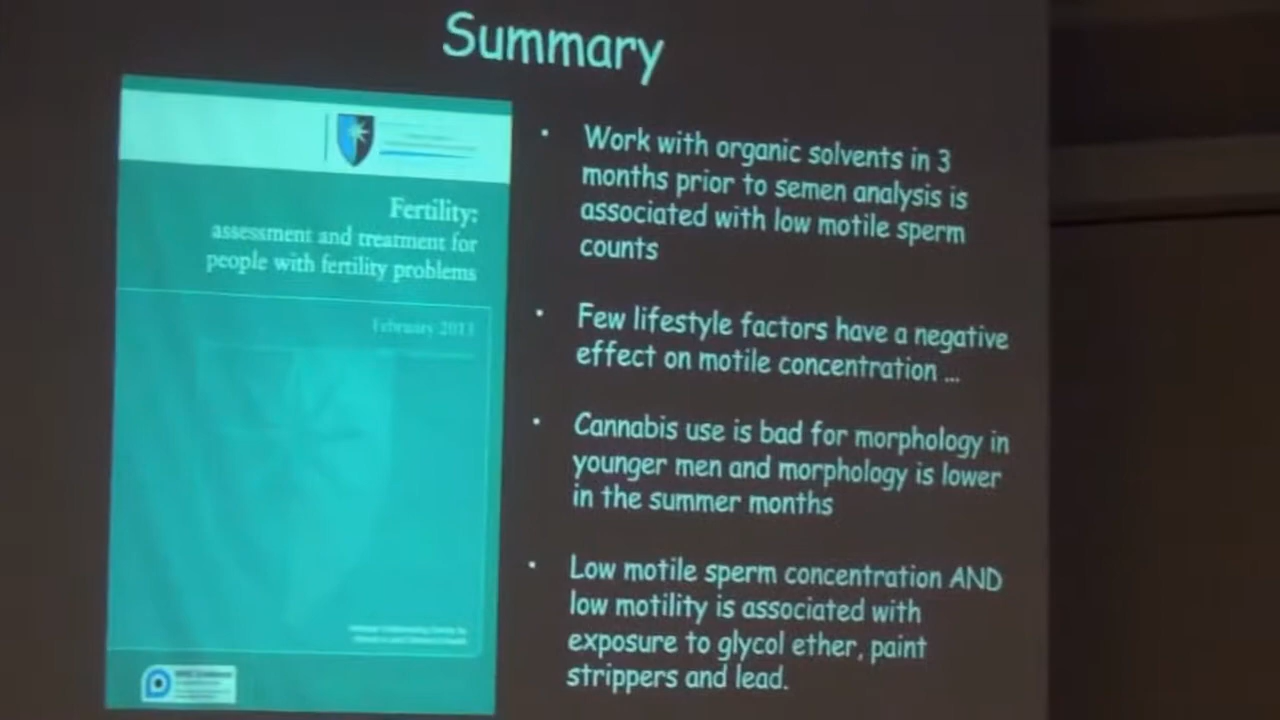 Summary
Fertility:
assessment and treatment for
people with fertility problems
February 2013
• Work with organic solvents in 3
months prior to semen analysis is
associated with low motile sperm
counts
• Few lifestyle factors have a negative
effect on motile concentration ...
• Cannabis use is bad for morphology in
younger men and morphology is lower
in the summer months
• Low motile sperm concentration AND
low motility is associated with
exposure to glycol ether, paint
strippers and lead.